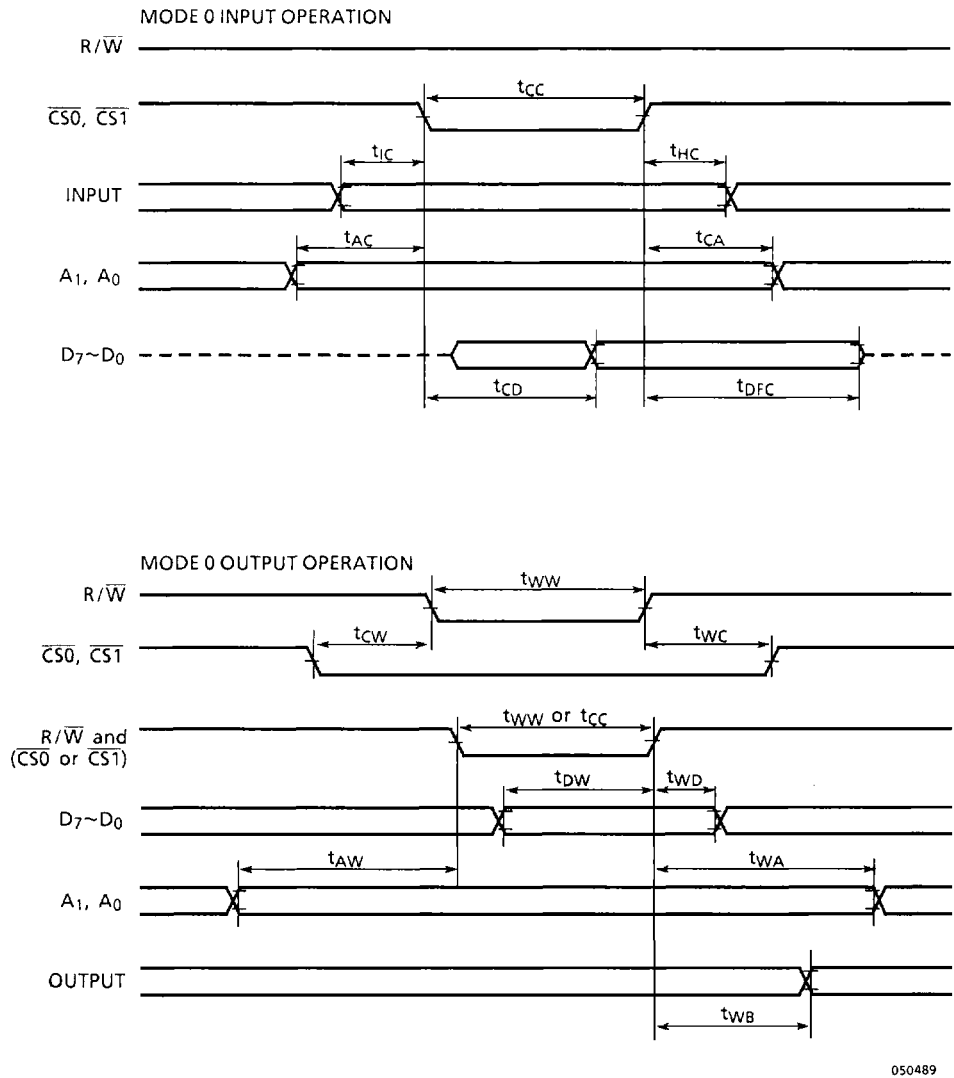 MODE 0 INPUT OPERATION
R/W̅
tCC
C̅S̅0̅, C̅S̅1̅
tIC
tHC
INPUT
tAC
tCA
A1, A0
D7~D0
tCD
tDFC
MODE 0 OUTPUT OPERATION
R/W̅
tWW
tCW
tWC
C̅S̅0̅, C̅S̅1̅
tWW or tCC
R/W̅ and
(C̅S̅0̅ or C̅S̅1̅)
tDW
tWD
D7~D0
tAW
tWA
A1, A0
OUTPUT
tWB
050489